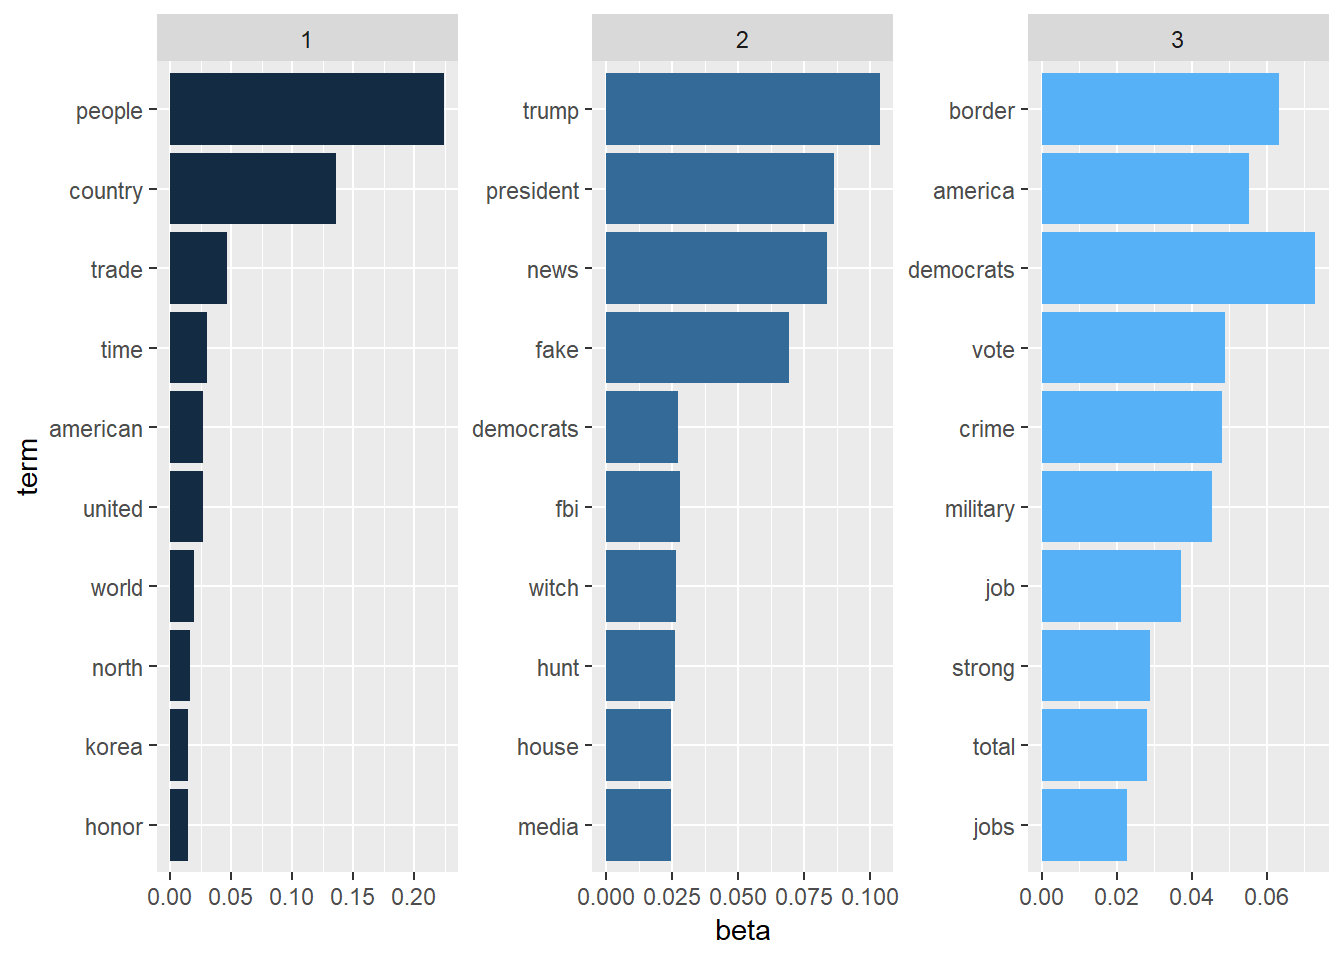 1
2
3
people
country
trade
time
american
united
world
north
korea
honor
0.00 0.05 0.10 0.15 0.20
trump
president
news
fake
democrats
fbi
witch
hunt
house
media
0.000 0.025 0.050 0.075 0.100
border
america
democrats
vote
crime
military
job
strong
total
jobs
0.00 0.02 0.04 0.06
term
beta